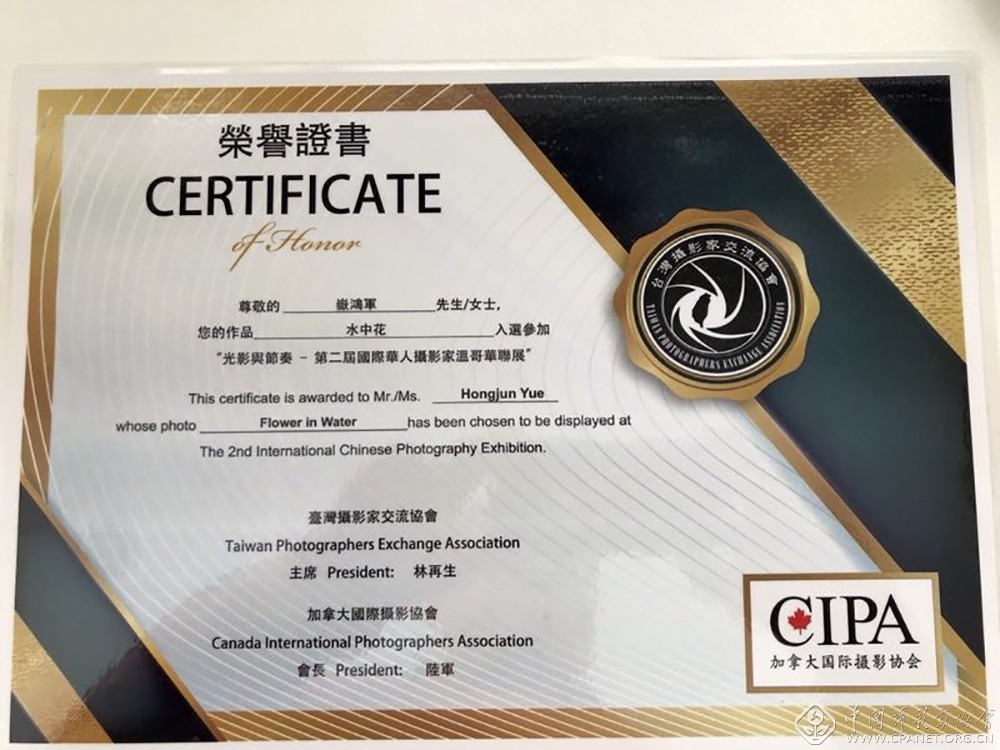 榮譽證書
CERTIFICATE
of Honor
尊敬的 嶽鴻軍 先生/女士,
您的作品 水中花 入選參加
“光影與節奏 - 第二屆國際華人攝影家溫哥華聯展”
This certificate is awarded to Mr./Ms. Hongjun Yue
whose photo Flower in Water has been chosen to be displayed at
The 2nd International Chinese Photography Exhibition.
臺灣攝影家交流協會
Taiwan Photographers Exchange Association
主席 President: 林再生
加拿大國際攝影協會
Canada International Photographers Association
會長 President: 陸軍
台灣攝影家交流協會
TAIWAN PHOTOGRAPHERS EXCHANGE ASSOCIATION
CIPA
加拿大国际摄影协会
WWW.CPANET.ORG.CN